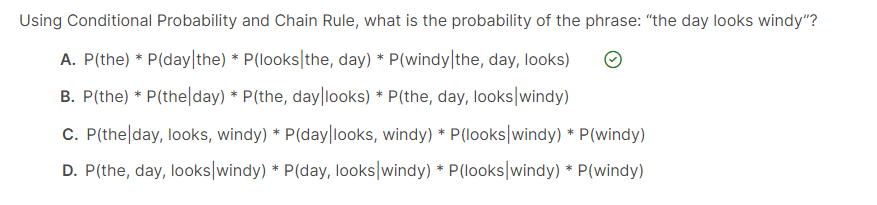 Using Conditional Probability and Chain Rule, what is the probability of the phrase: “the day looks windy”?
A. P(the) * P(day|the) * P(looks|the, day) * P(windy|the, day, looks)
B. P(the) * P(the|day) * P(the, day|looks) * P(the, day, looks|windy)
C. P(the|day, looks, windy) * P(day|looks, windy) * P(looks|windy) * P(windy)
D. P(the, day, looks|windy) * P(day, looks|windy) * P(looks|windy) * P(windy)